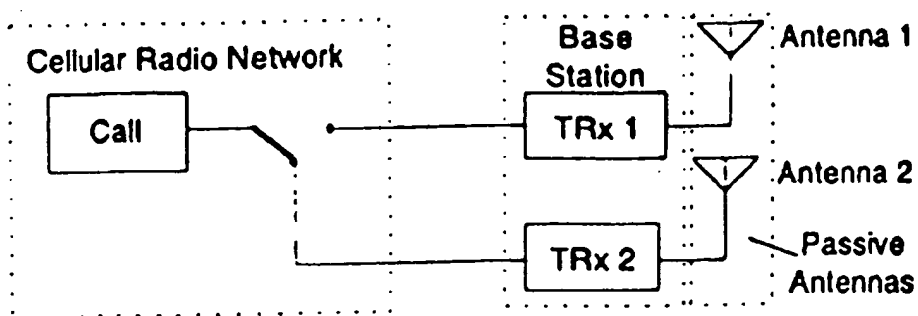 Cellular Radio Network
Call
Base
Station
TRx 1
TRx 2
Antenna 1
Antenna 2
Passive
Antennas